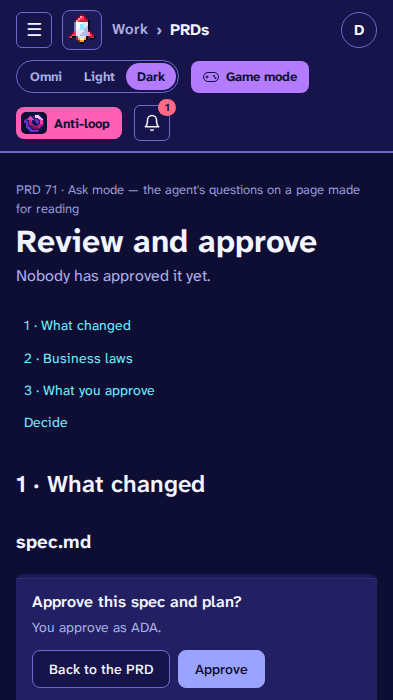 Work › PRDs
D
Omni Light Dark
Game mode
Anti-loop
1
PRD 71 · Ask mode — the agent's questions on a page made
for reading
Review and approve
Nobody has approved it yet.
1 · What changed
2 · Business laws
3 · What you approve
Decide
1 · What changed
spec.md
Approve this spec and plan?
You approve as ADA.
Back to the PRD Approve